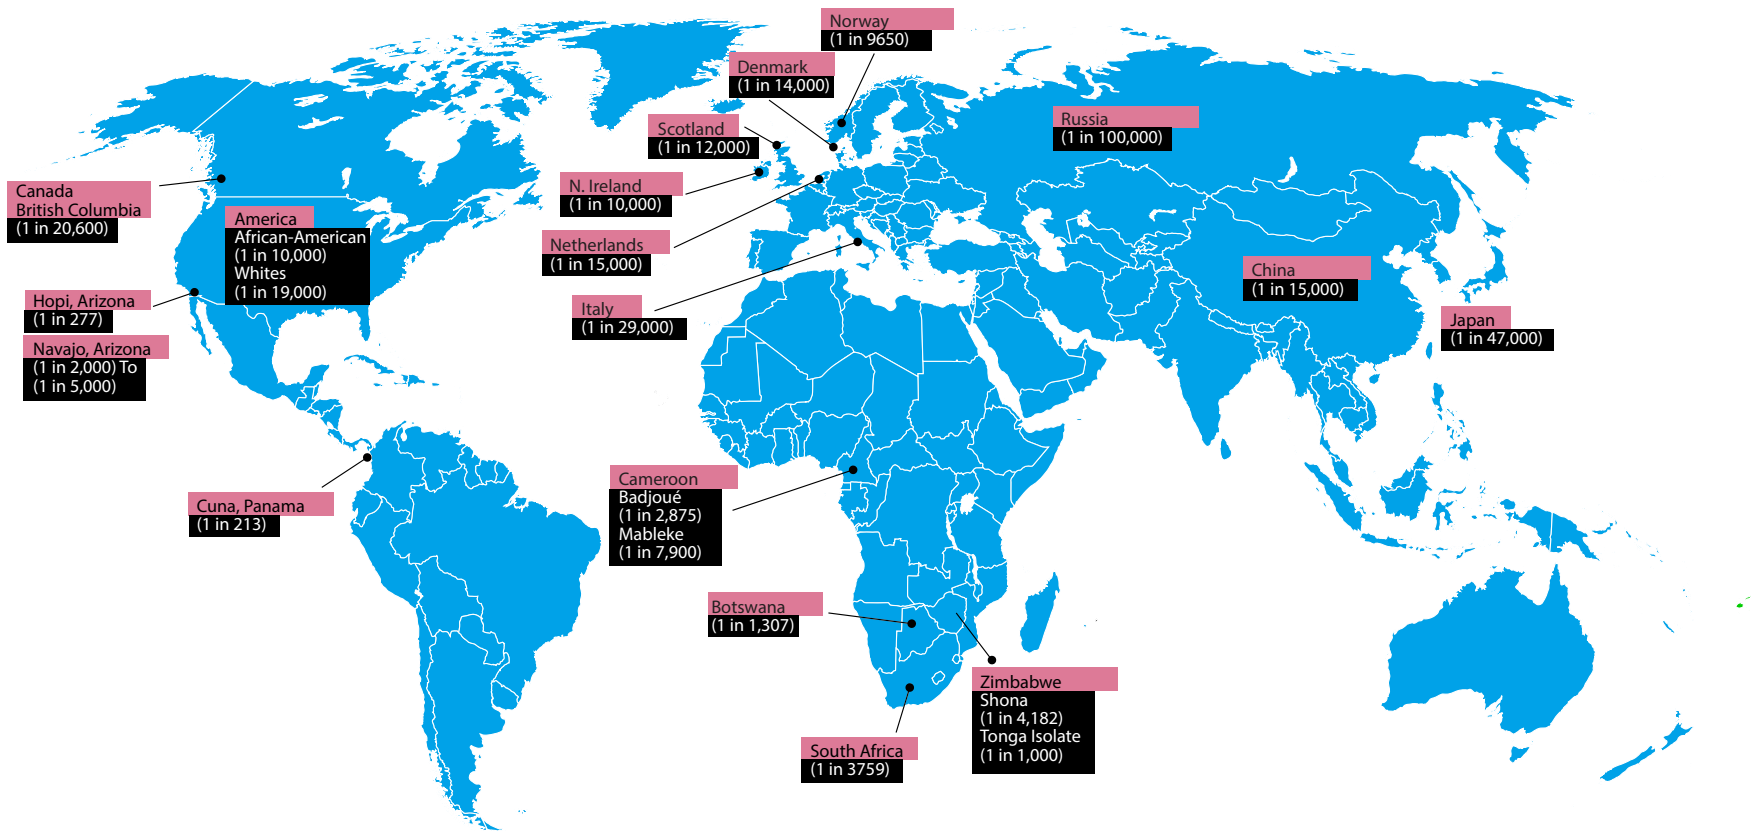 Norway
(1 in 9650)
Denmark
(1 in 14,000)
Scotland
(1 in 12,000)
Russia
(1 in 100,000)
Canada
British Columbia
(1 in 20,600)
N. Ireland
(1 in 10,000)
America
African-American
(1 in 10,000)
Whites
(1 in 19,000)
Netherlands
(1 in 15,000)
China
(1 in 15,000)
Hopi, Arizona
(1 in 277)
Italy
(1 in 29,000)
Japan
(1 in 47,000)
Navajo, Arizona
(1 in 2,000) To
(1 in 5,000)
Cameroon
Badjoué
(1 in 2,875)
Mableke
(1 in 7,900)
Cuna, Panama
(1 in 213)
Botswana
(1 in 1,307)
Zimbabwe
Shona
(1 in 4,182)
Tonga Isolate
(1 in 1,000)
South Africa
(1 in 3759)